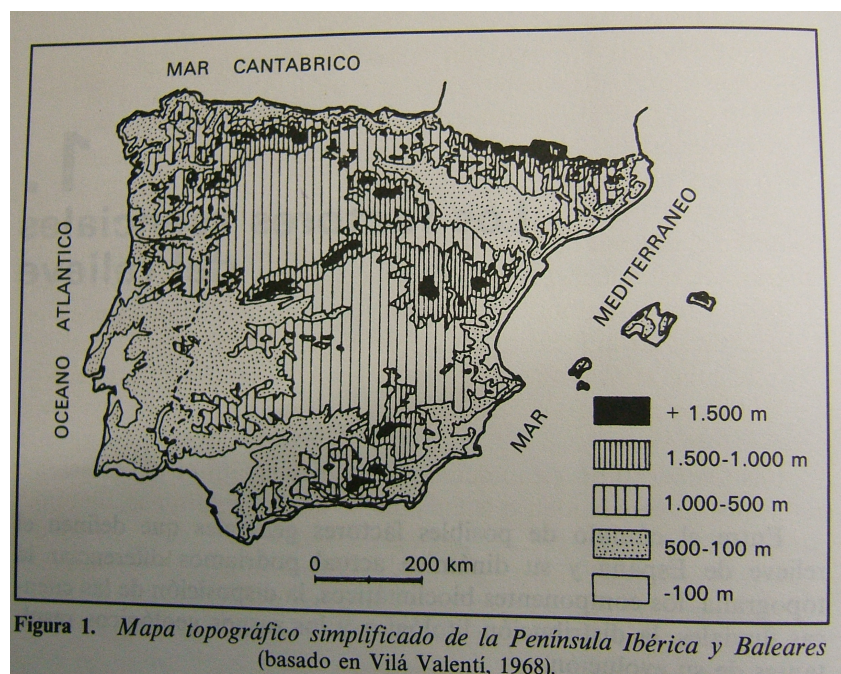 MAR CANTABRICO
OCEANO ATLANTICO
MAR MEDITERRANEO
+ 1.500 m
1.500-1.000 m
1.000-500 m
500-100 m
-100 m
0 200 km
Figura 1. Mapa topográfico simplificado de la Península Ibérica y Baleares
(basado en Vilá Valentí, 1968).